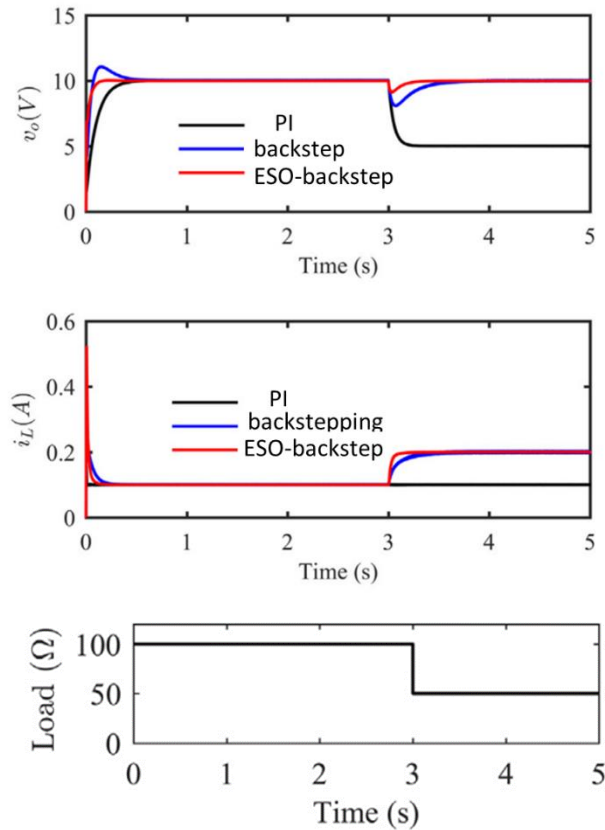 15
10
5
0
v_o(V)
PI
backstep
ESO-backstep
0 1 2 3 4 5
Time (s)
0.6
0.4
0.2
0
i_L(A)
PI
backstepping
ESO-backstep
0 1 2 3 4 5
Time (s)
100
50
0
Load (Ω)
0 1 2 3 4 5
Time (s)